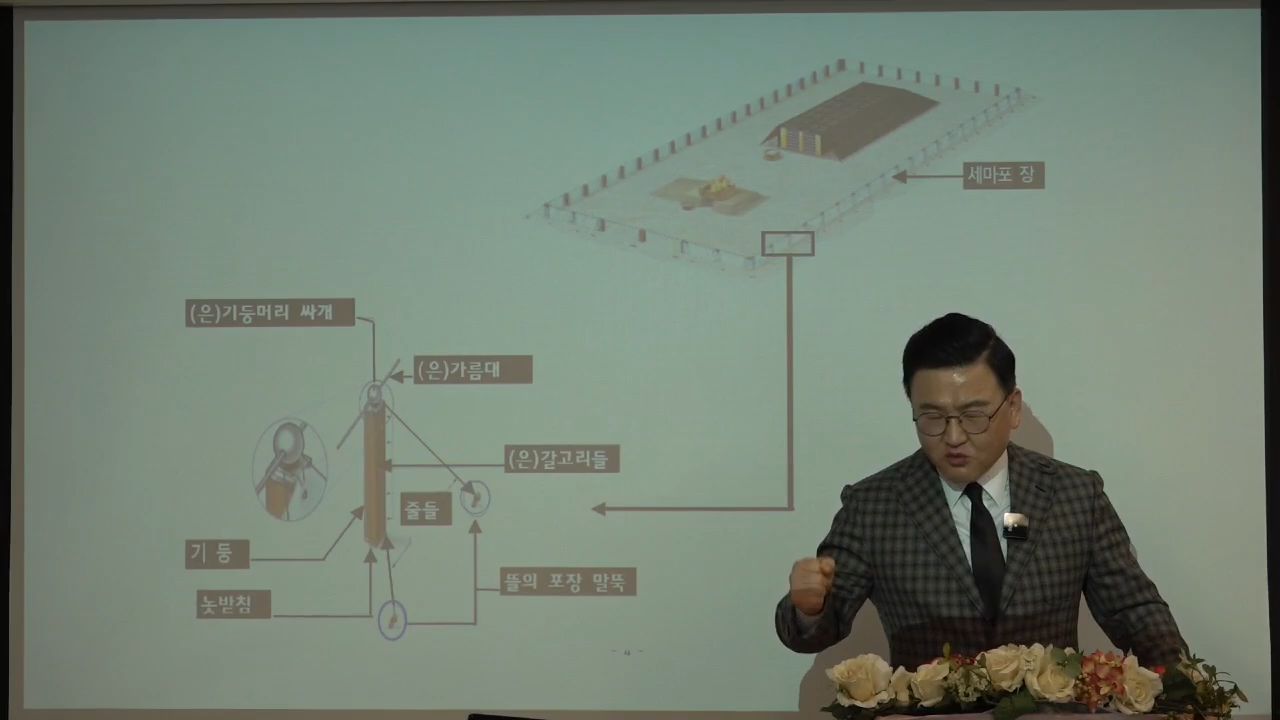 세마포 장
(은)기둥머리 싸개
(은)가름대
(은)갈고리들
줄들
기 둥
뜰의 포장 말뚝
놋받침